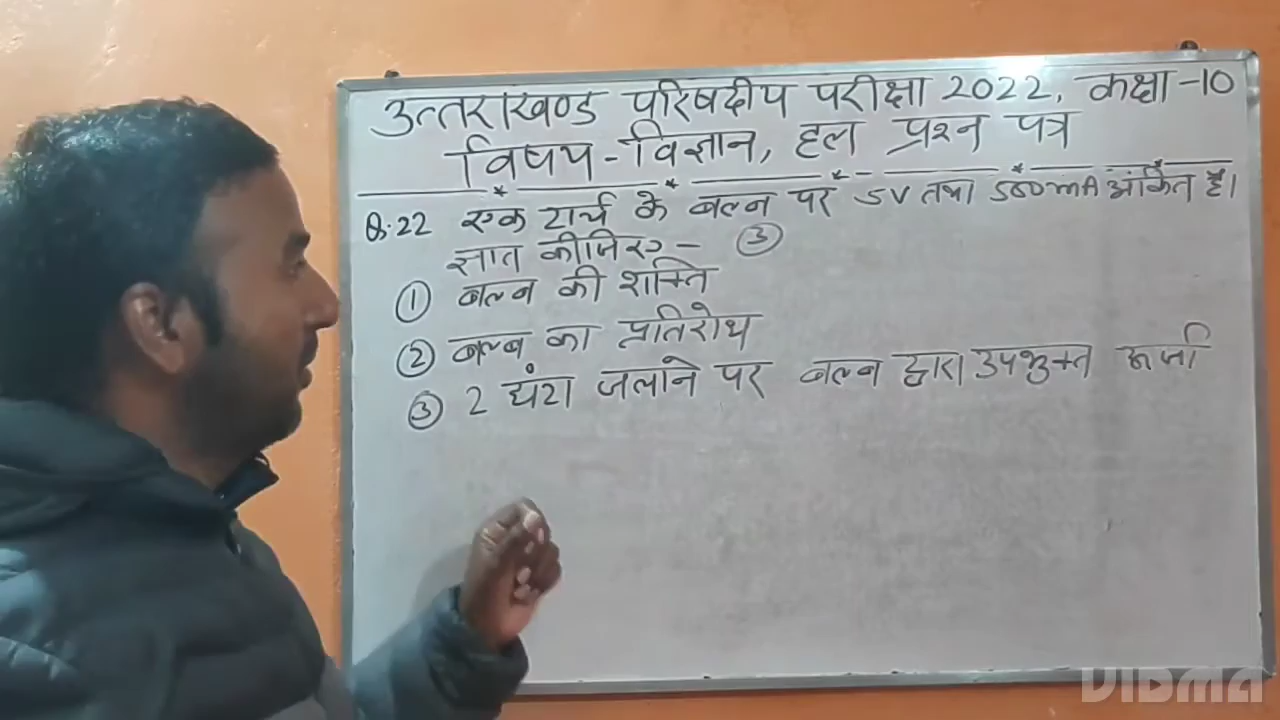 उत्तराखण्ड परिषदीय परीक्षा 2022, कक्षा-10
विषय-विज्ञान, हल प्रश्न पत्र
Q.22 एक टार्च के बल्ब पर 5V तथा 500mA अंकित है।
ज्ञात कीजिए- ③
① बल्ब की शक्ति
② बल्ब का प्रतिरोध
③ 2 घंटा जलाने पर बल्ब द्वारा उपभुक्त ऊर्जा
VIDMA